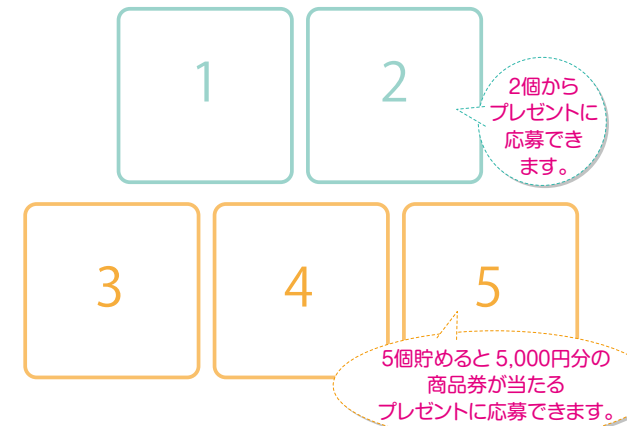 1
2
2個から
プレゼントに
応募でき
ます。
3
4
5
5個貯めると 5,000円分の
商品券が当たる
プレゼントに応募できます。